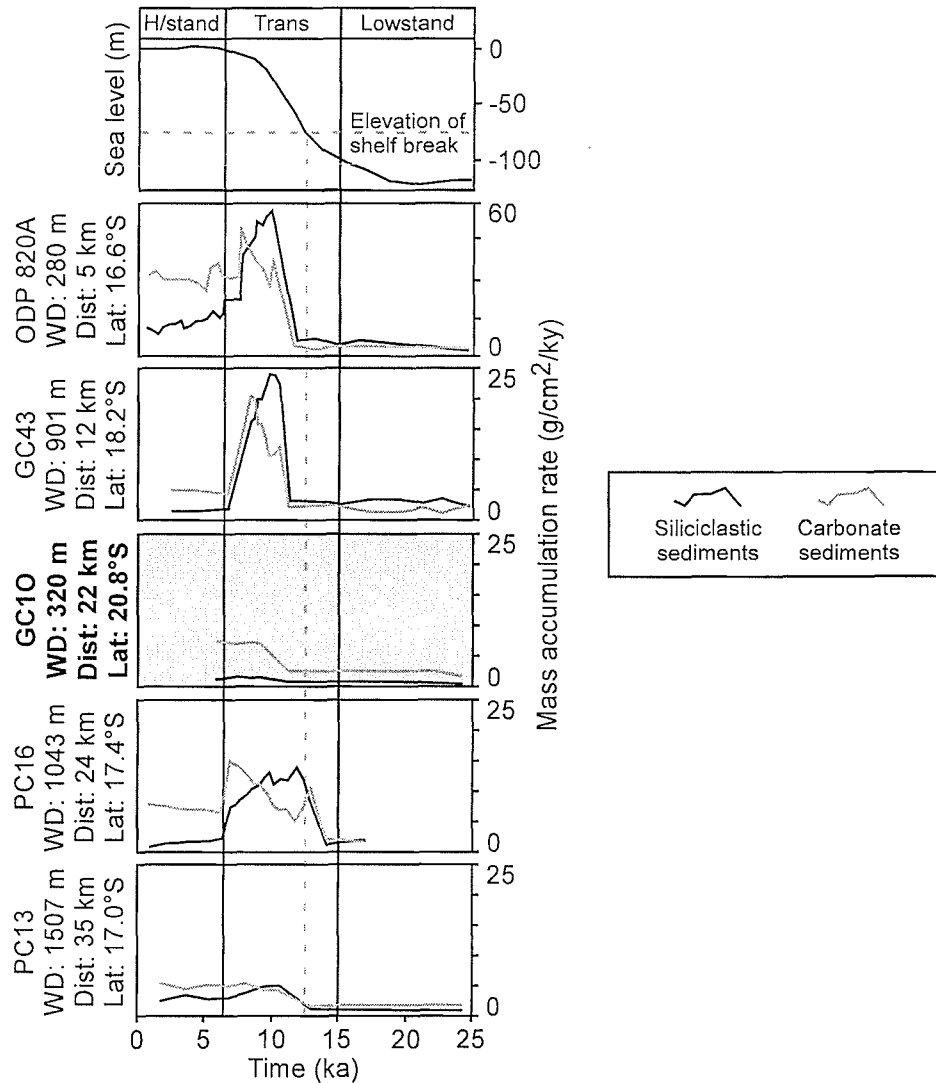 H/stand Trans Lowstand
Sea level (m)
0
-50
-100
Elevation of
shelf break
ODP 820A
WD: 280 m
Dist: 5 km
Lat: 16.6°S
60
0
GC43
WD: 901 m
Dist: 12 km
Lat: 18.2°S
25
0
GC10
WD: 320 m
Dist: 22 km
Lat: 20.8°S
25
0
PC16
WD: 1043 m
Dist: 24 km
Lat: 17.4°S
25
0
PC13
WD: 1507 m
Dist: 35 km
Lat: 17.0°S
25
0
Mass accumulation rate (g/cm²/ky)
0 5 10 15 20 25
Time (ka)
Siliciclastic
sediments
Carbonate
sediments